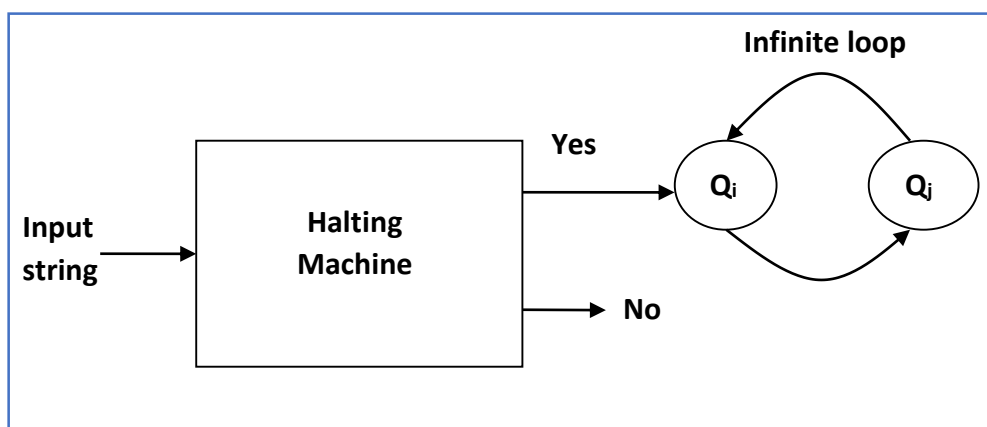 Infinite loop
Yes
Qᵢ
Qⱼ
Input
string
Halting
Machine
No